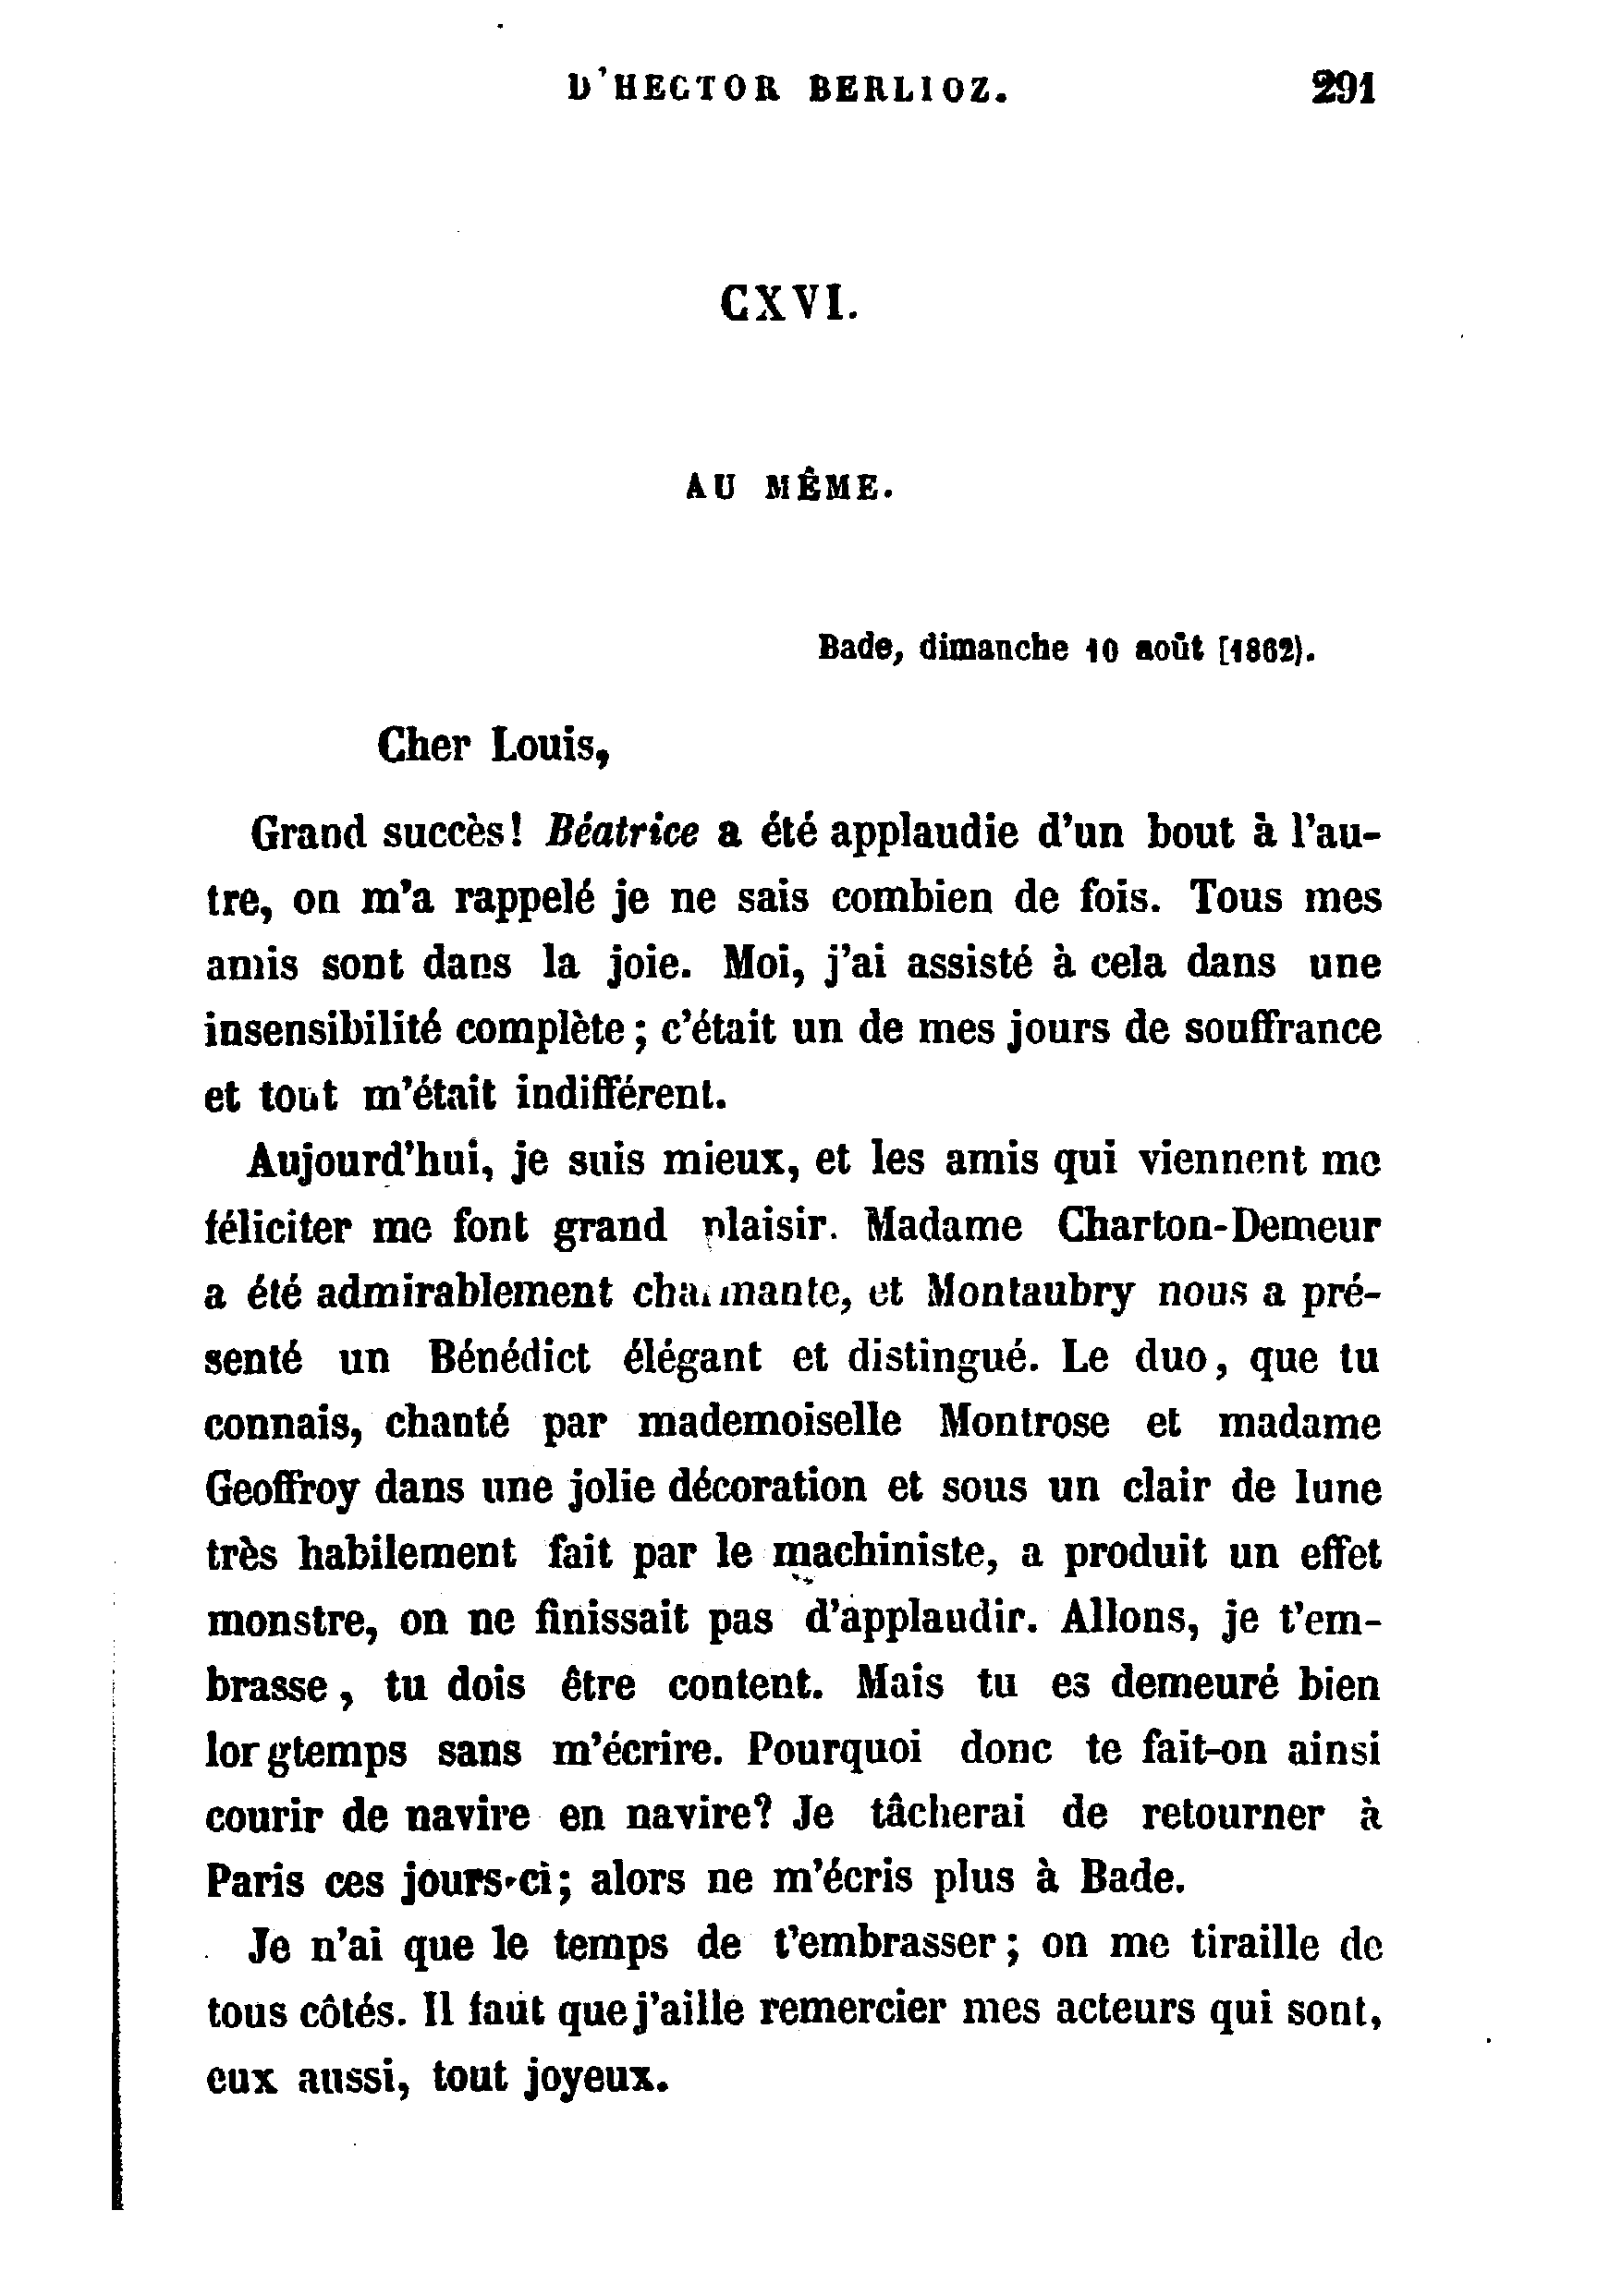 D'HECTOR BERLIOZ. 291
CXVI.
AU MÊME.
Bade, dimanche 10 août [1862).
Cher Louis,
Grand succès! Béatrice a été applaudie d'un bout à l'au-
tre, on m'a rappelé je ne sais combien de fois. Tous mes
amis sont dans la joie. Moi, j'ai assisté à cela dans une
insensibilité complète; c'était un de mes jours de souffrance
et tout m'était indifférent.
Aujourd'hui, je suis mieux, et les amis qui viennent me
féliciter me font grand plaisir. Madame Charton-Demeur
a été admirablement charmante, et Montaubry nous a pré-
senté un Bénédict élégant et distingué. Le duo, que tu
connais, chanté par mademoiselle Montrose et madame
Geoffroy dans une jolie décoration et sous un clair de lune
très habilement fait par le machiniste, a produit un effet
monstre, on ne finissait pas d'applaudir. Allons, je t'em-
brasse, tu dois être content. Mais tu es demeuré bien
longtemps sans m'écrire. Pourquoi donc te fait-on ainsi
courir de navire en navire? Je tâcherai de retourner à
Paris ces jours-ci; alors ne m'écris plus à Bade.
Je n'ai que le temps de t'embrasser; on me tiraille de
tous côtés. Il faut que j'aille remercier mes acteurs qui sont,
eux aussi, tout joyeux.